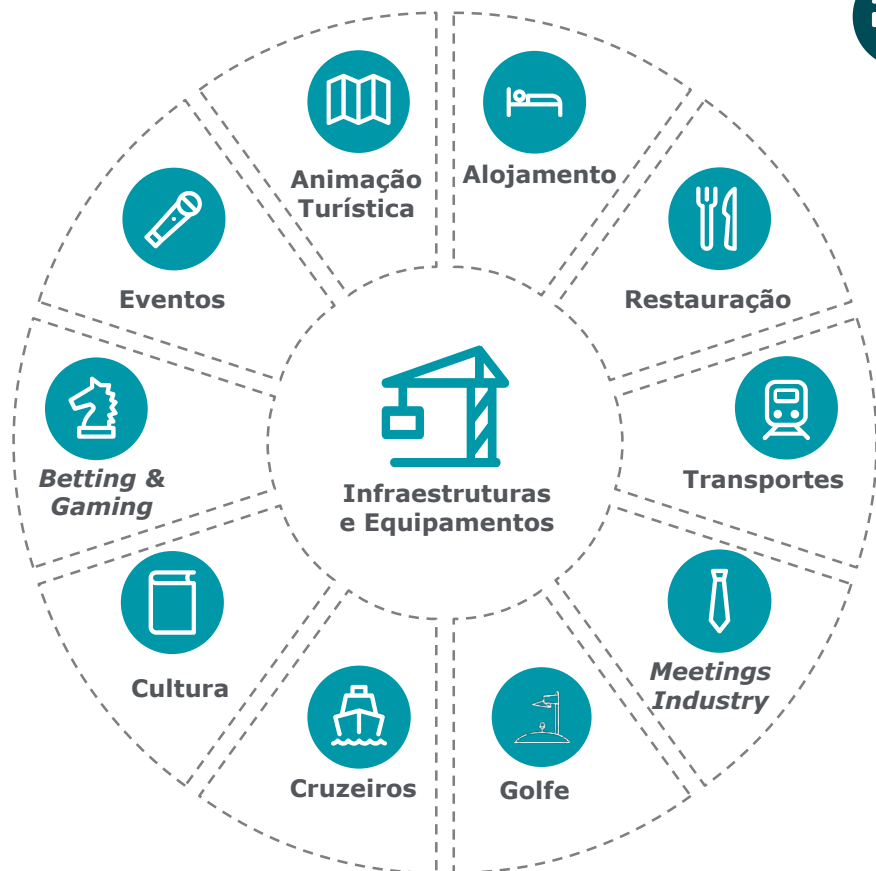 Animação
Turística
Alojamento
Restauração
Eventos
Betting &
Gaming
Infraestruturas
e Equipamentos
Transportes
Cultura
Meetings
Industry
Cruzeiros
Golfe